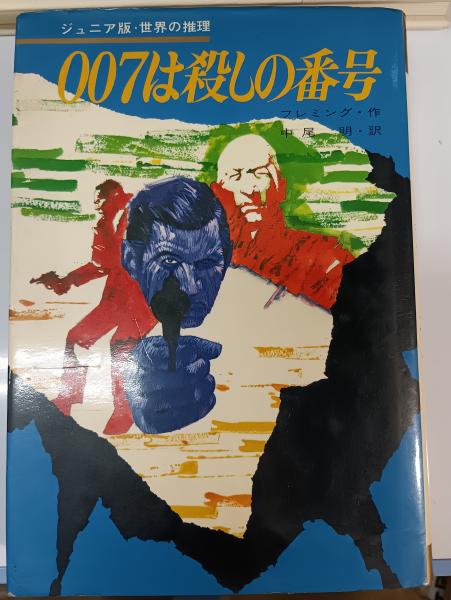 ジュニア版・世界の推理
007は殺しの番号
フレミング・作
中尾 明・訳